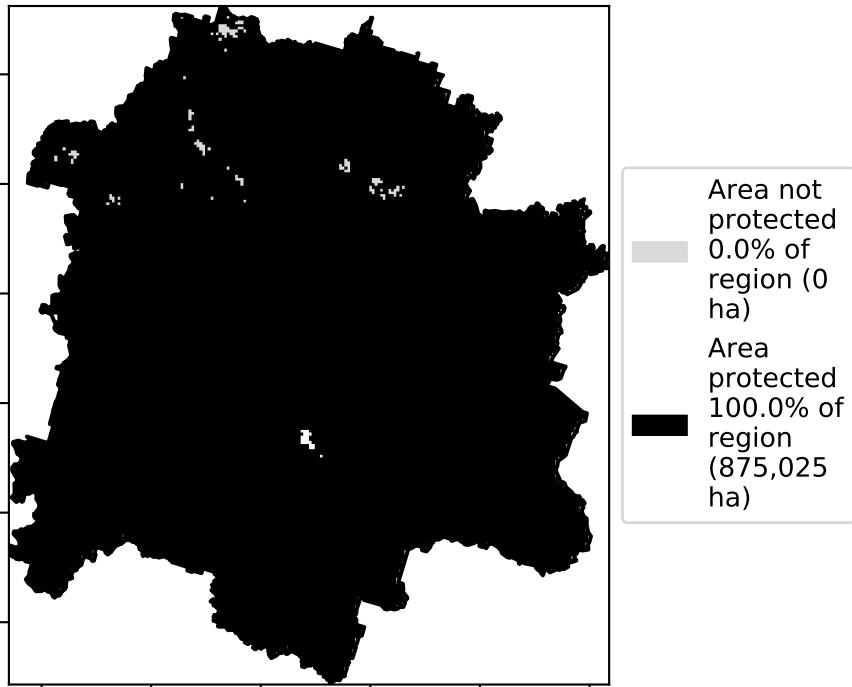 Area not
protected
0.0% of
region (0
ha)
Area
protected
100.0% of
region
(875,025
ha)